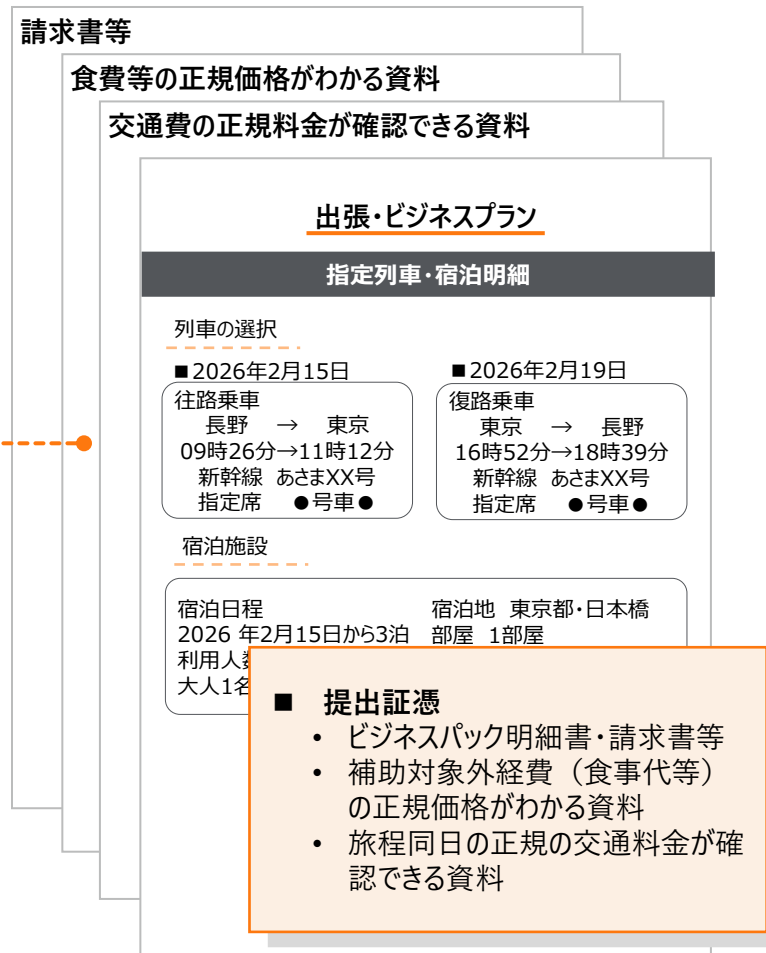 請求書等
食費等の正規価格がわかる資料
交通費の正規料金が確認できる資料
出張・ビジネスプラン
指定列車・宿泊明細
列車の選択
■2026年2月15日
往路乗車
長野 → 東京
09時26分→11時12分
新幹線 あさまXX号
指定席 ●号車●
■2026年2月19日
復路乗車
東京 → 長野
16時52分→18時39分
新幹線 あさまXX号
指定席 ●号車●
宿泊施設
宿泊日程
2026 年2月15日から3泊
利用人
大人1名
宿泊地 東京都・日本橋
部屋 1部屋
■ 提出証憑
• ビジネスパック明細書・請求書等
• 補助対象外経費（食事代等）
の正規価格がわかる資料
• 旅程同日の正規の交通料金が確
認できる資料